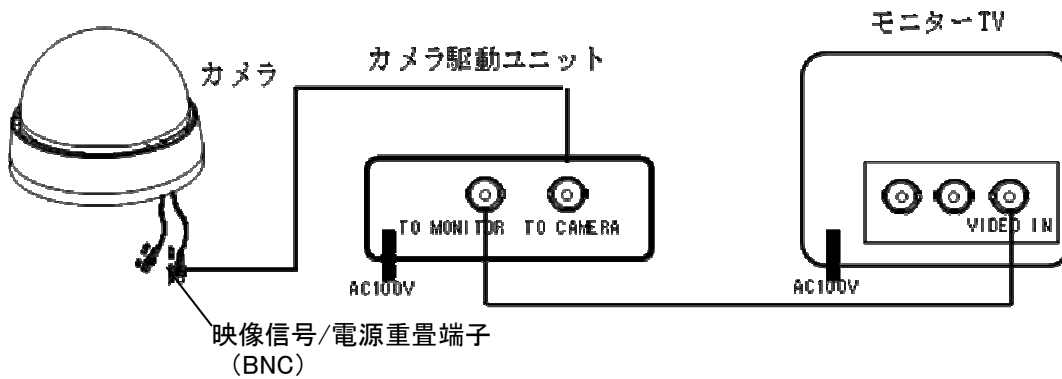 モニターTV
カメラ
カメラ駆動ユニット
TO MONITOR
TO CAMERA
VIDEO IN
AC100V
AC100V
映像信号/電源重畳端子
(BNC)